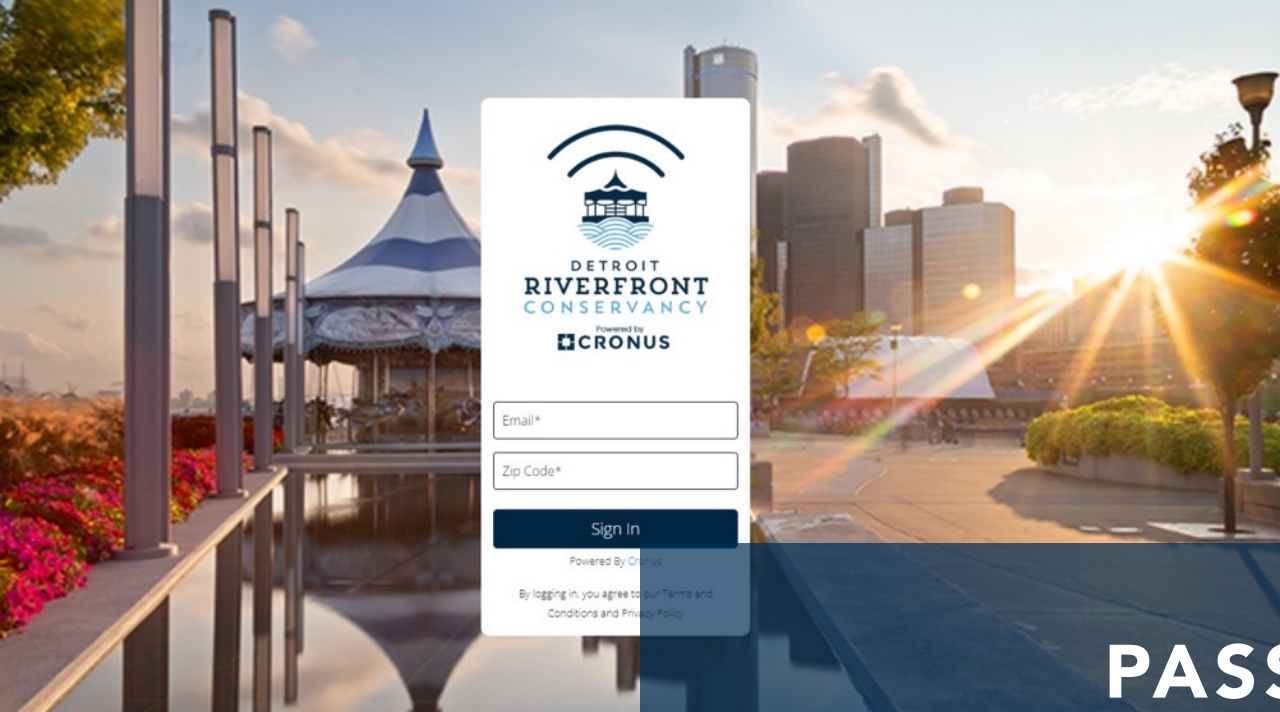 DETROIT
RIVERFRONT
CONSERVANCY
Powered by
CRONUS
Email*
Zip Code*
Sign In
Powered By Cronus
By logging in, you agree to our Terms and
Conditions and Privacy Policy
PASS